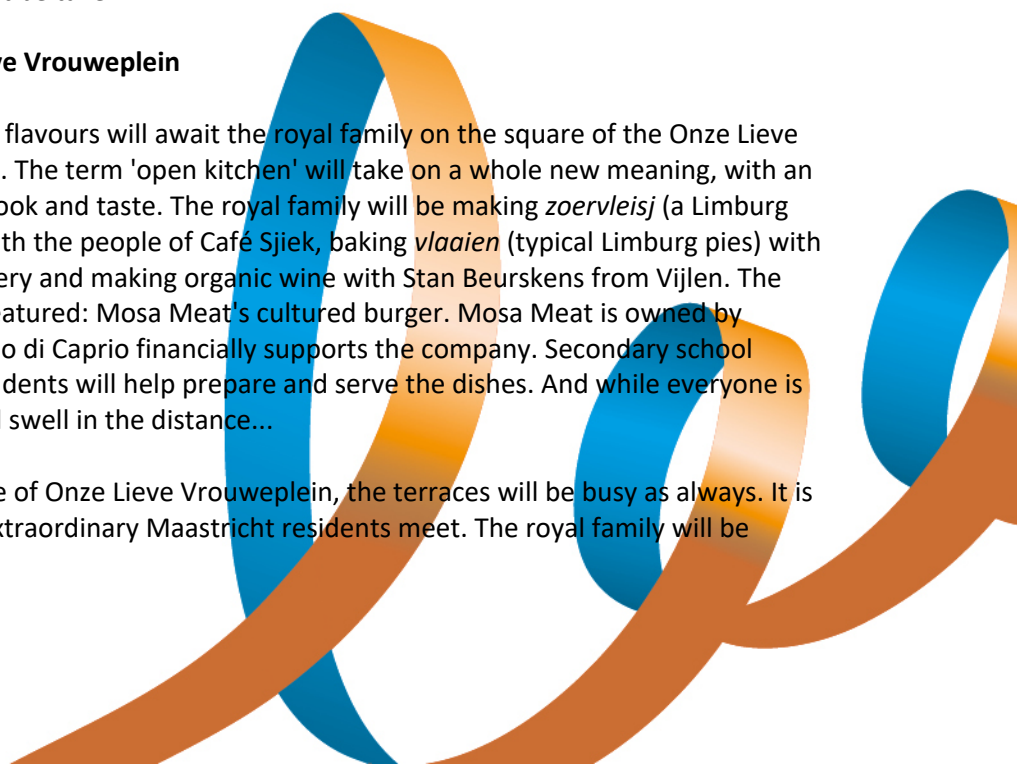 ve Vrouweplein
flavours will await the royal family on the square of the Onze Lieve
. The term 'open kitchen' will take on a whole new meaning, with an
ook and taste. The royal family will be making zoervleisj (a Limburg
th the people of Café Sjiek, baking vlaaien (typical Limburg pies) with
ery and making organic wine with Stan Beurskens from Vijlen. The
eatured: Mosa Meat's cultured burger. Mosa Meat is owned by
o di Caprio financially supports the company. Secondary school
dents will help prepare and serve the dishes. And while everyone is
l swell in the distance...
e of Onze Lieve Vrouweplein, the terraces will be busy as always. It is
xtraordinary Maastricht residents meet. The royal family will be